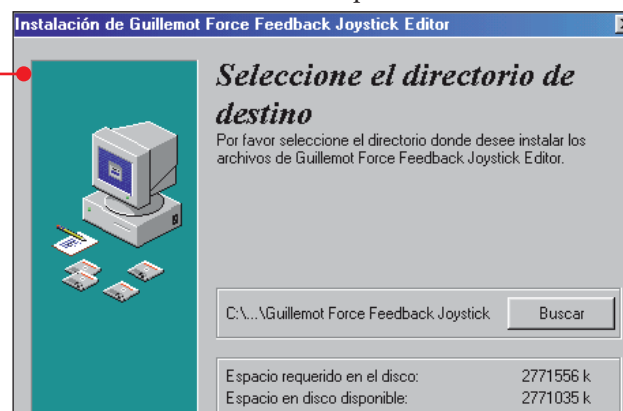 Instalación de Guillemot Force Feedback Joystick Editor
Seleccione el directorio de
destino
Por favor seleccione el directorio donde desee instalar los
archivos de Guillemot Force Feedback Joystick Editor.
C:\...\Guillemot Force Feedback Joystick
Buscar
Espacio requerido en el disco: 2771556 k
Espacio en disco disponible: 2771035 k